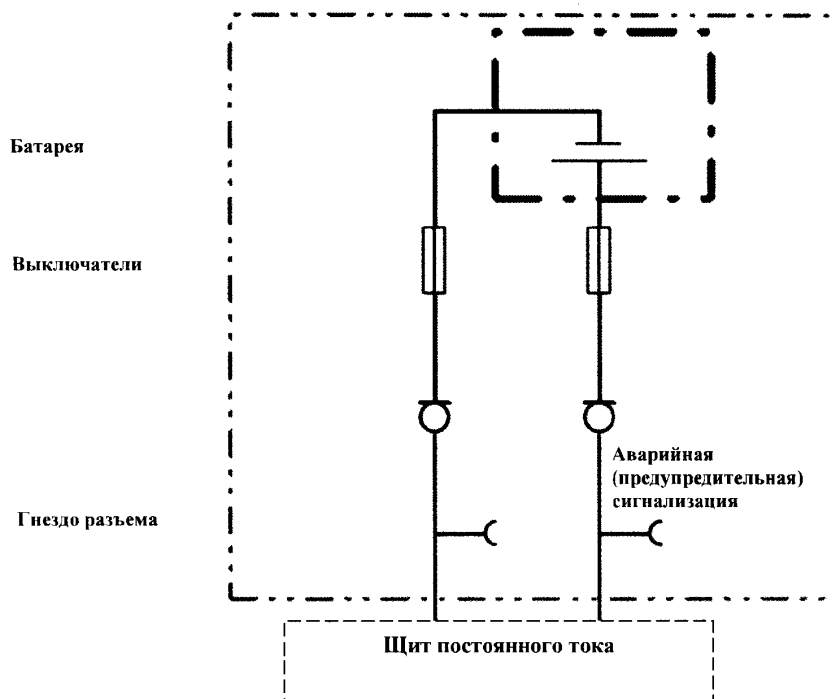 Батарея
Выключатели
Аварийная
(предупредительная)
сигнализация
Гнездо разъема
Щит постоянного тока